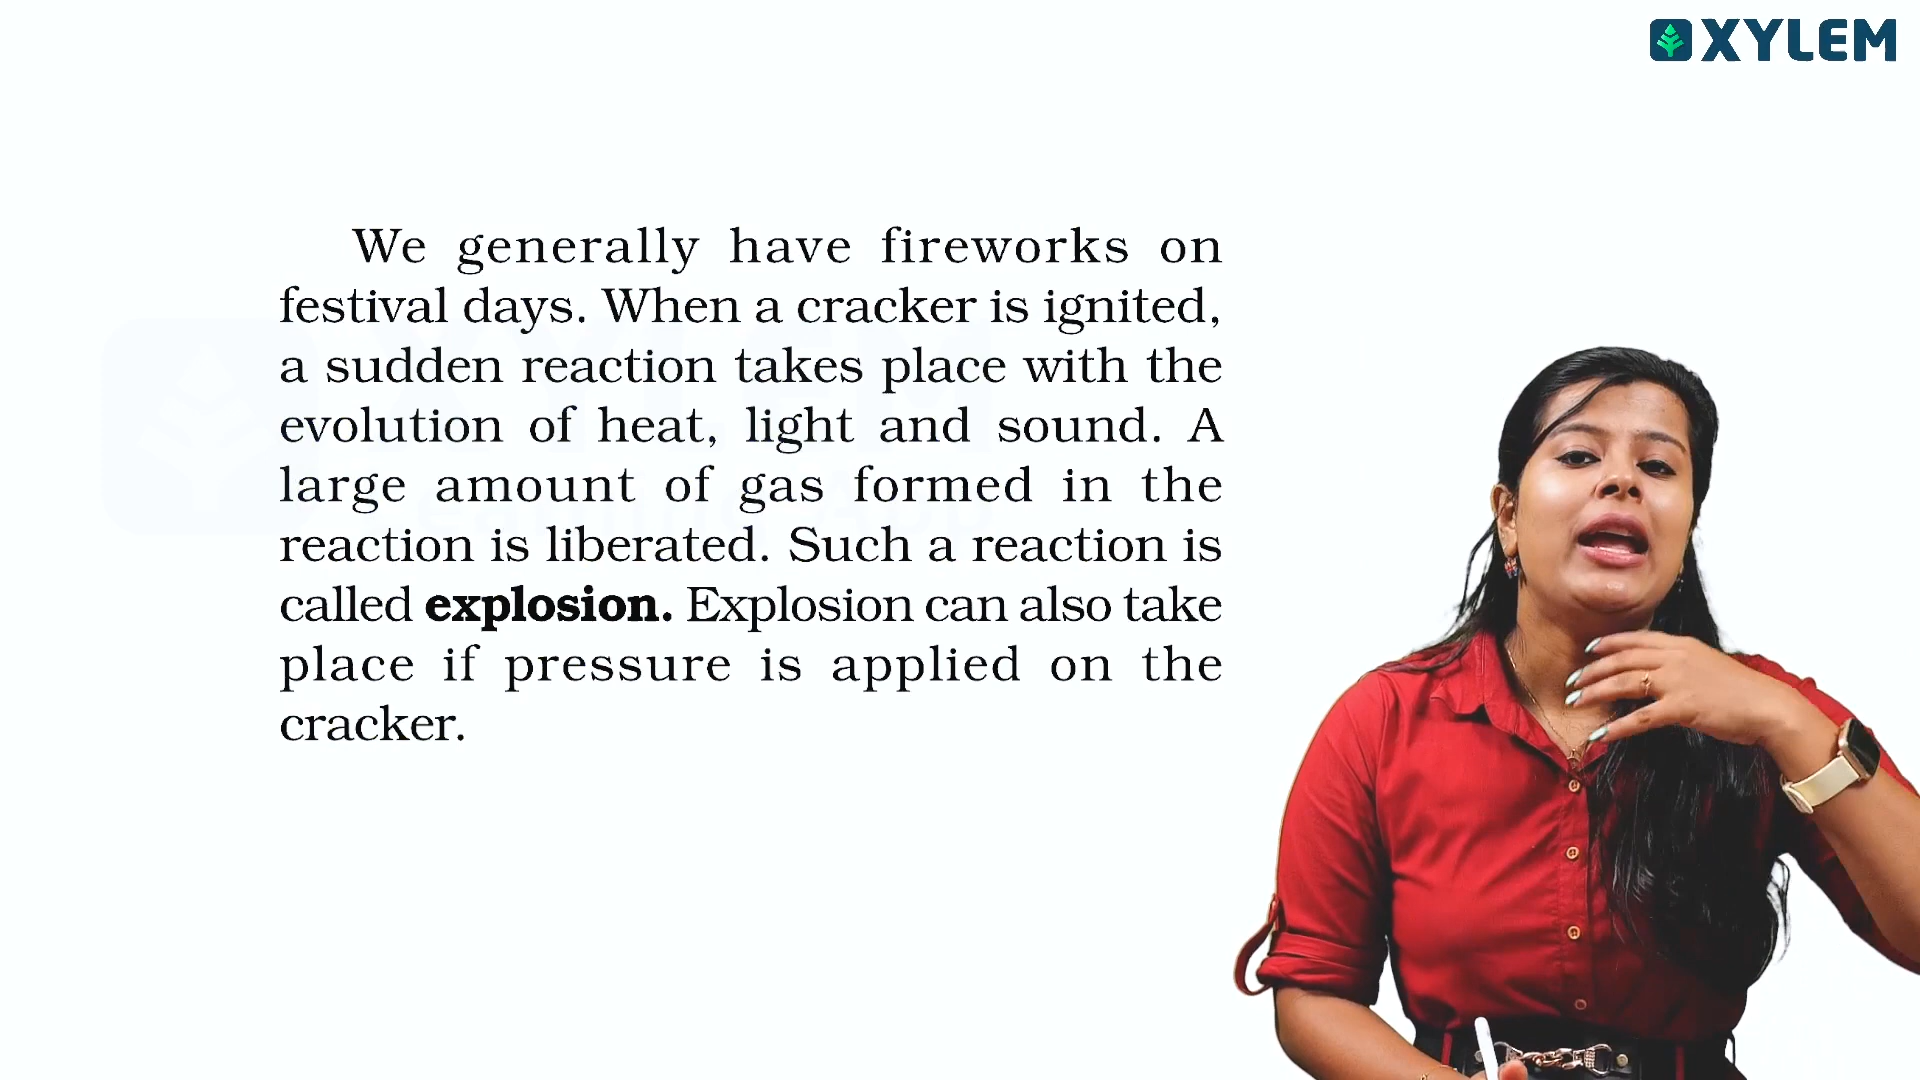 XYLEM
We generally have fireworks on
festival days. When a cracker is ignited,
a sudden reaction takes place with the
evolution of heat, light and sound. A
large amount of gas formed in the
reaction is liberated. Such a reaction is
called explosion. Explosion can also take
place if pressure is applied on the
cracker.